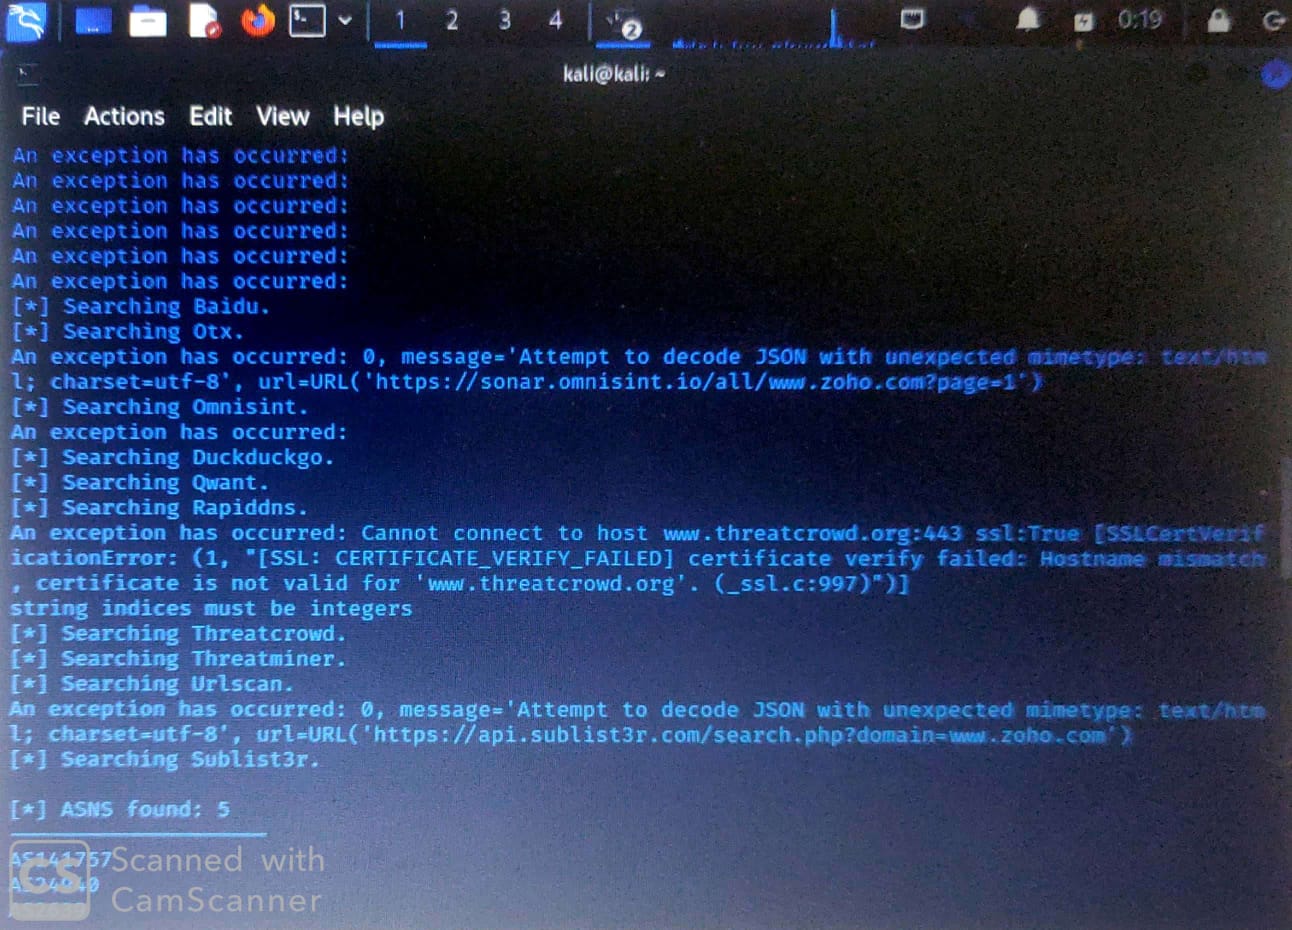 1 2 3 4 2 0:19
kali@kali: ~
File Actions Edit View Help
An exception has occurred:
An exception has occurred:
An exception has occurred:
An exception has occurred:
An exception has occurred:
An exception has occurred:
[*] Searching Baidu.
[*] Searching Otx.
An exception has occurred: 0, message='Attempt to decode JSON with unexpected mimetype: text/htm
l; charset=utf-8', url=URL('https://sonar.omnisint.io/all/www.zoho.com?page=1')
[*] Searching Omnisint.
An exception has occurred:
[*] Searching Duckduckgo.
[*] Searching Qwant.
[*] Searching Rapiddns.
An exception has occurred: Cannot connect to host www.threatcrowd.org:443 ssl:True [SSLCertVerif
icationError: (1, "[SSL: CERTIFICATE_VERIFY_FAILED] certificate verify failed: Hostname mismatch
, certificate is not valid for 'www.threatcrowd.org'. (_ssl.c:997)")]
string indices must be integers
[*] Searching Threatcrowd.
[*] Searching Threatminer.
[*] Searching Urlscan.
An exception has occurred: 0, message='Attempt to decode JSON with unexpected mimetype: text/htm
l; charset=utf-8', url=URL('https://api.sublist3r.com/search.php?domain=www.zoho.com')
[*] Searching Sublist3r.
[*] ASNS found: 5
AS141757
CS Scanned with
CamScanner